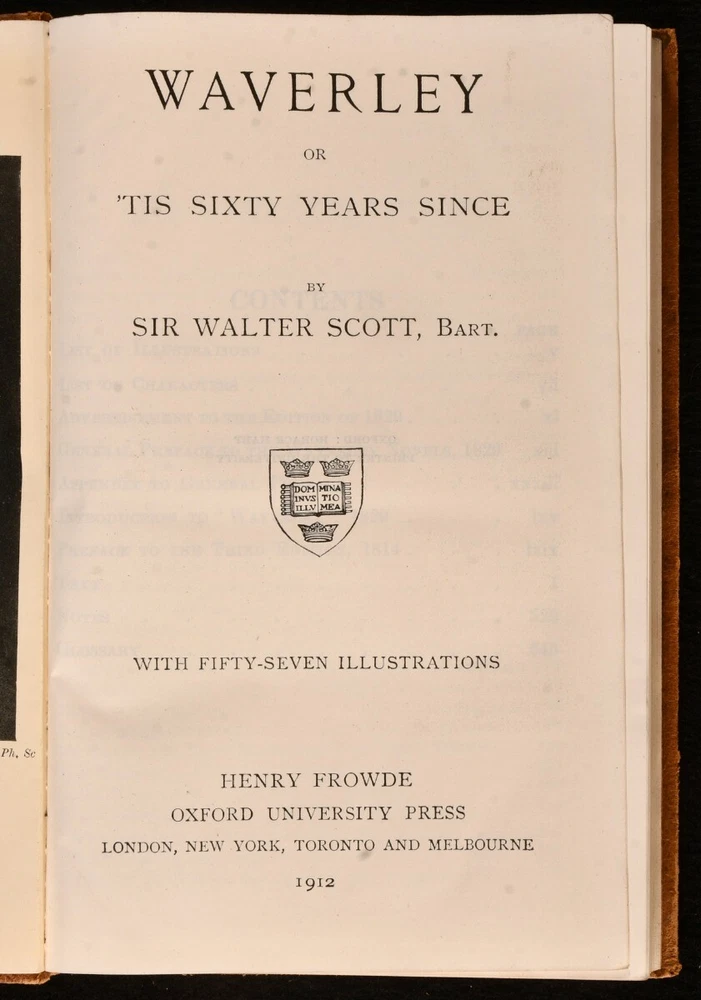 WAVERLEY
OR
'TIS SIXTY YEARS SINCE
BY
SIR WALTER SCOTT, BART.
DOM MINA
INVS TIO
ILLV MEA
WITH FIFTY-SEVEN ILLUSTRATIONS
Ph. Sc
HENRY FROWDE
OXFORD UNIVERSITY PRESS
LONDON, NEW YORK, TORONTO AND MELBOURNE
1912